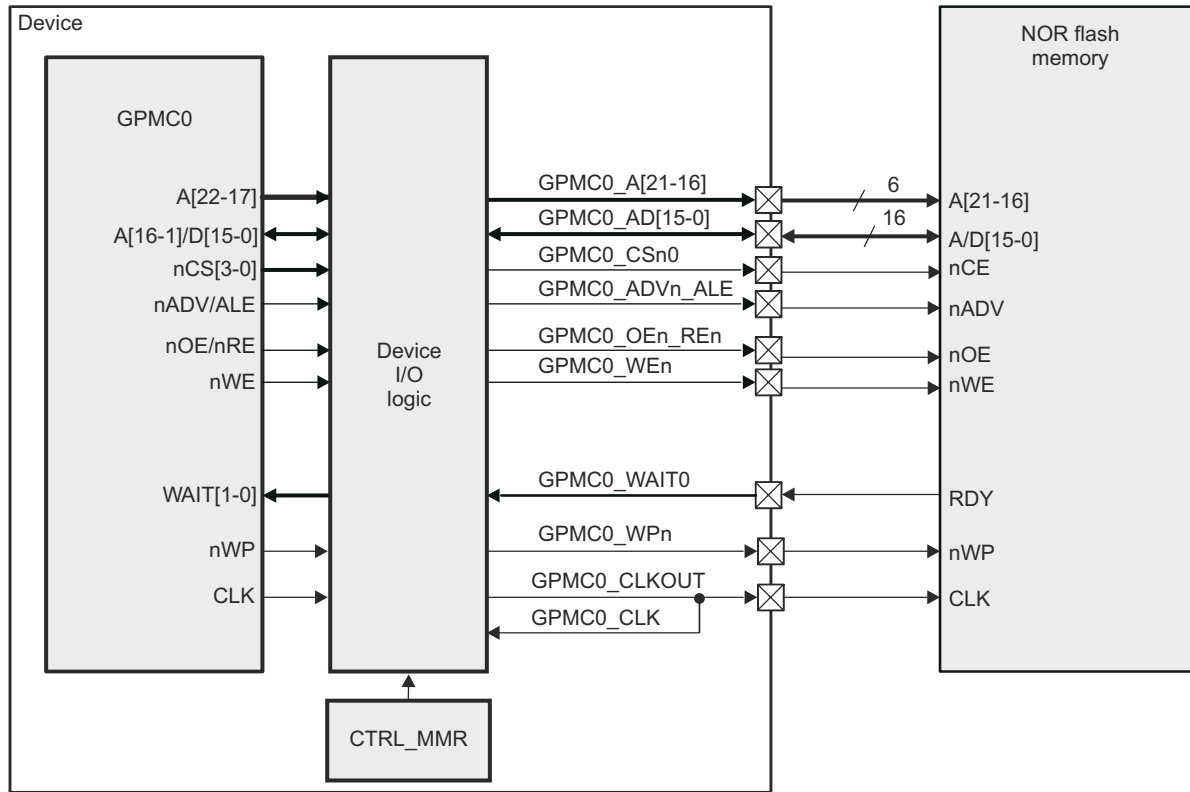 Device
GPMC0
A[22-17]
A[16-1]/D[15-0]
nCS[3-0]
nADV/ALE
nOE/nRE
nWE
WAIT[1-0]
nWP
CLK
Device
I/O
logic
CTRL_MMR
GPMC0_A[21-16]
GPMC0_AD[15-0]
GPMC0_CSn0
GPMC0_ADVn_ALE
GPMC0_OEn_REn
GPMC0_WEn
GPMC0_WAIT0
GPMC0_WPn
GPMC0_CLKOUT
GPMC0_CLK
6
16
NOR flash
memory
A[21-16]
A/D[15-0]
nCE
nADV
nOE
nWE
RDY
nWP
CLK